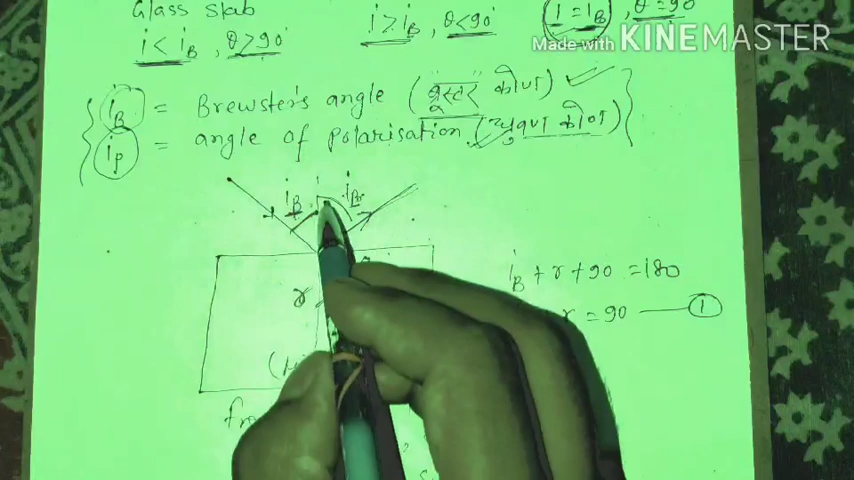 Glass slab
i < iB , θ > 90°
i > iB , θ < 90°
i = iB , θ = 90
Made with KINEMASTER
iB = Brewster's angle ("ब्रूस्टर" कोण)
ip = angle of polarisation (ध्रुवण कोण)
iB iB
r
(μ
iB + r + 90 = 180
r = 90 — 1